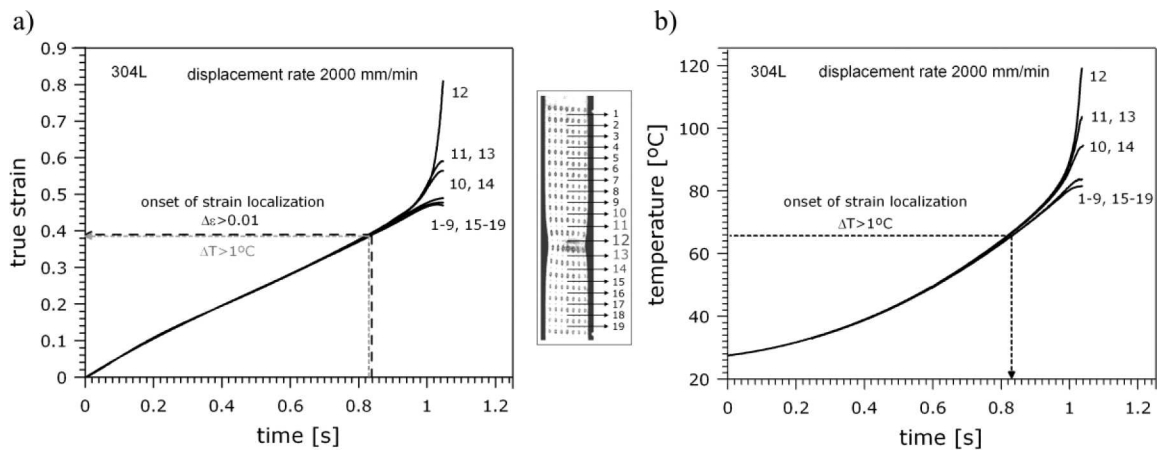 a)
304L displacement rate 2000 mm/min
12
11, 13
10, 14
1-9, 15-19
onset of strain localization
Δε>0.01
ΔT>1ºC
true strain
0.9
0.8
0.7
0.6
0.5
0.4
0.3
0.2
0.1
0
0 0.2 0.4 0.6 0.8 1 1.2
time [s]
1
2
3
4
5
6
7
8
9
10
11
12
13
14
15
16
17
18
19
b)
304L displacement rate 2000 mm/min
12
11, 13
10, 14
1-9, 15-19
onset of strain localization
ΔT>1ºC
temperature [ºC]
120
100
80
60
40
20
0 0.2 0.4 0.6 0.8 1 1.2
time [s]